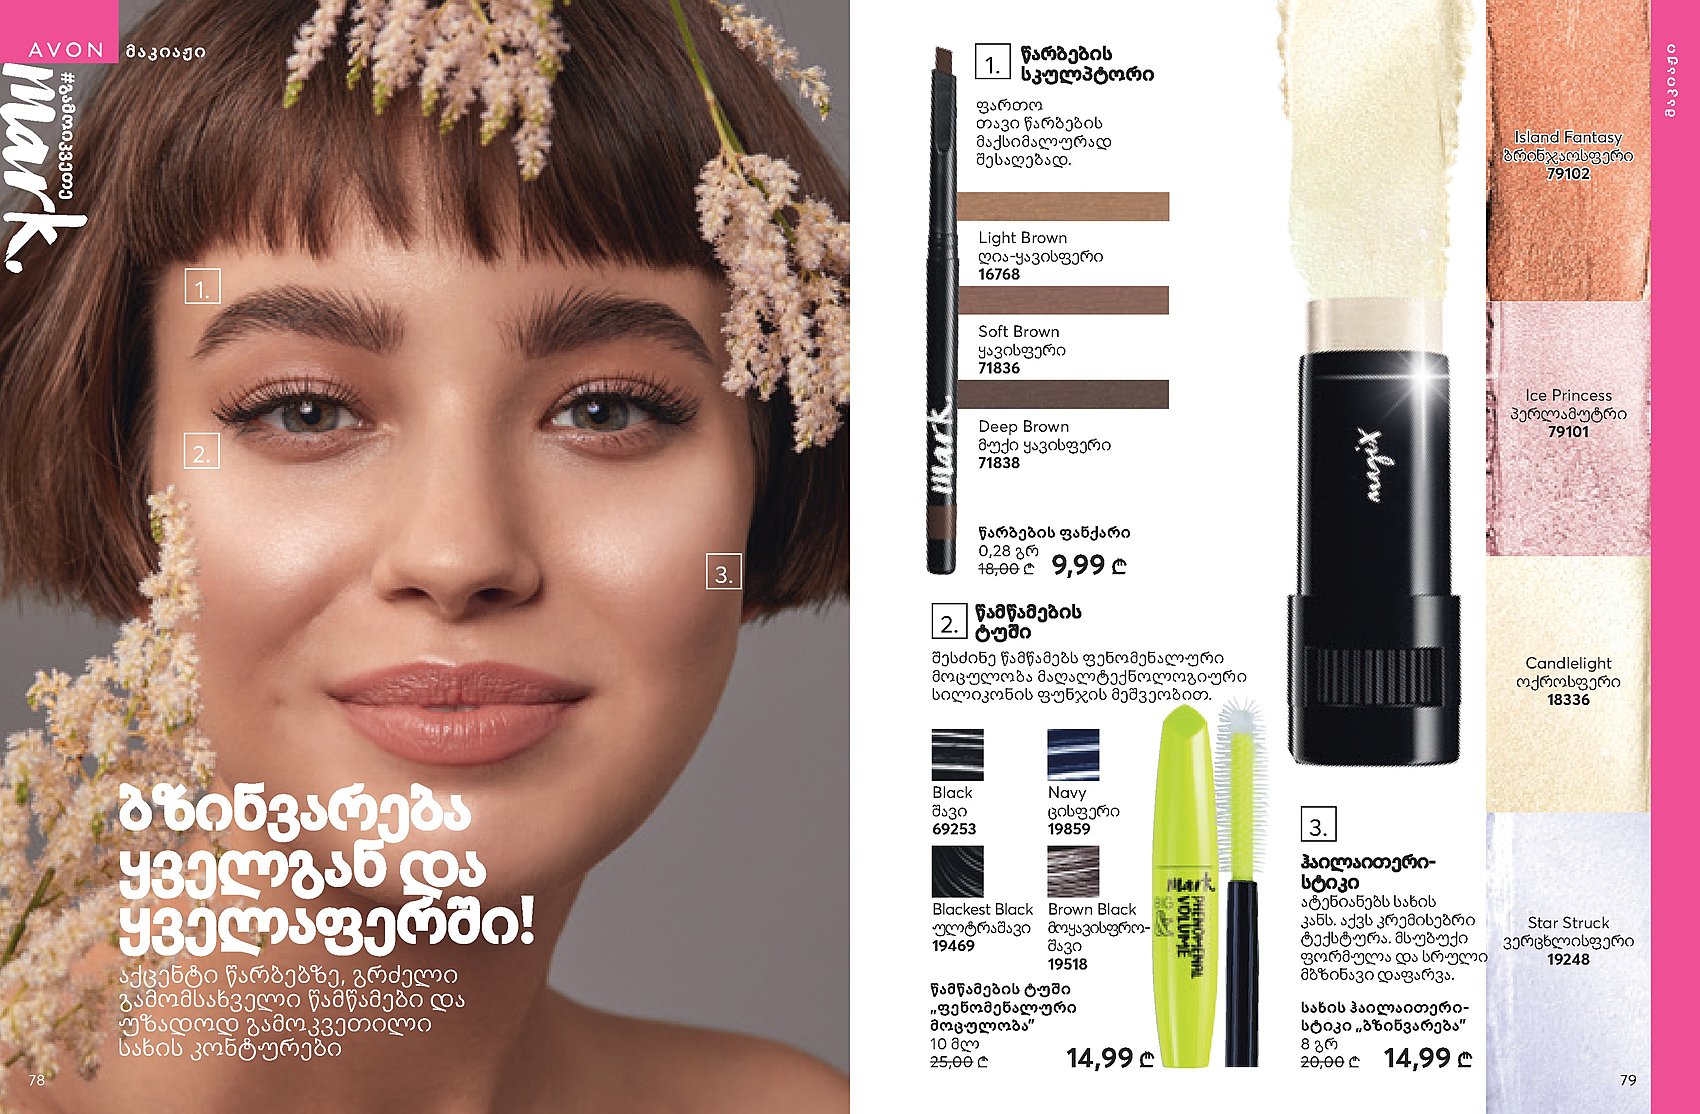 AVON
მაკიაჟი
mark.
1.
2.
3.
ბზინვარება
ყველგან და
ყველაფერში!
აქცენტი წარბებზე, გრძელი
გამომსახველი წამწამები და
უზადოდ გამოკვეთილი
სახის კონტურები
78
1.
წარბების
სკულპტორი
ფართო
თავი წარბების
მაქსიმალურად
შესაღებად.
Light Brown
ღია-ყავისფერი
16768
Soft Brown
ყავისფერი
71836
Deep Brown
მუქი ყავისფერი
71838
mark.
წარბების ფანქარი
0,28 გრ
18,00 ₾ 9,99 ₾
2.
წამწამების
ტუში
შესძინე წამწამებს ფენომენალური
მოცულობა მაღალტექნოლოგიური
სილიკონის ფუნჯის მეშვეობით.
Black
შავი
69253
Navy
ცისფერი
19859
Blackest Black
ულტრაშავი
19469
Brown Black
მოყავისფრო-
შავი
19518
mark.
PHENOMENAL
VOLUME
წამწამების ტუში
„ფენომენალური
მოცულობა”
10 მლ
25,00 ₾ 14,99 ₾
3.
ჰაილაითერი-
სტიკი
ატენიანებს სახის
კანს. აქვს კრემისებრი
ტექსტურა. მსუბუქი
ფორმულა და სრული
მბზინავი დაფარვა.
სახის ჰაილაითერი-
სტიკი „ბზინვარება”
8 გრ
20,00 ₾ 14,99 ₾
Island Fantasy
ბრინჯაოსფერი
79102
Ice Princess
პერლამუტრი
79101
Candlelight
ოქროსფერი
18336
Star Struck
ვერცხლისფერი
19248
მაკიაჟი
79